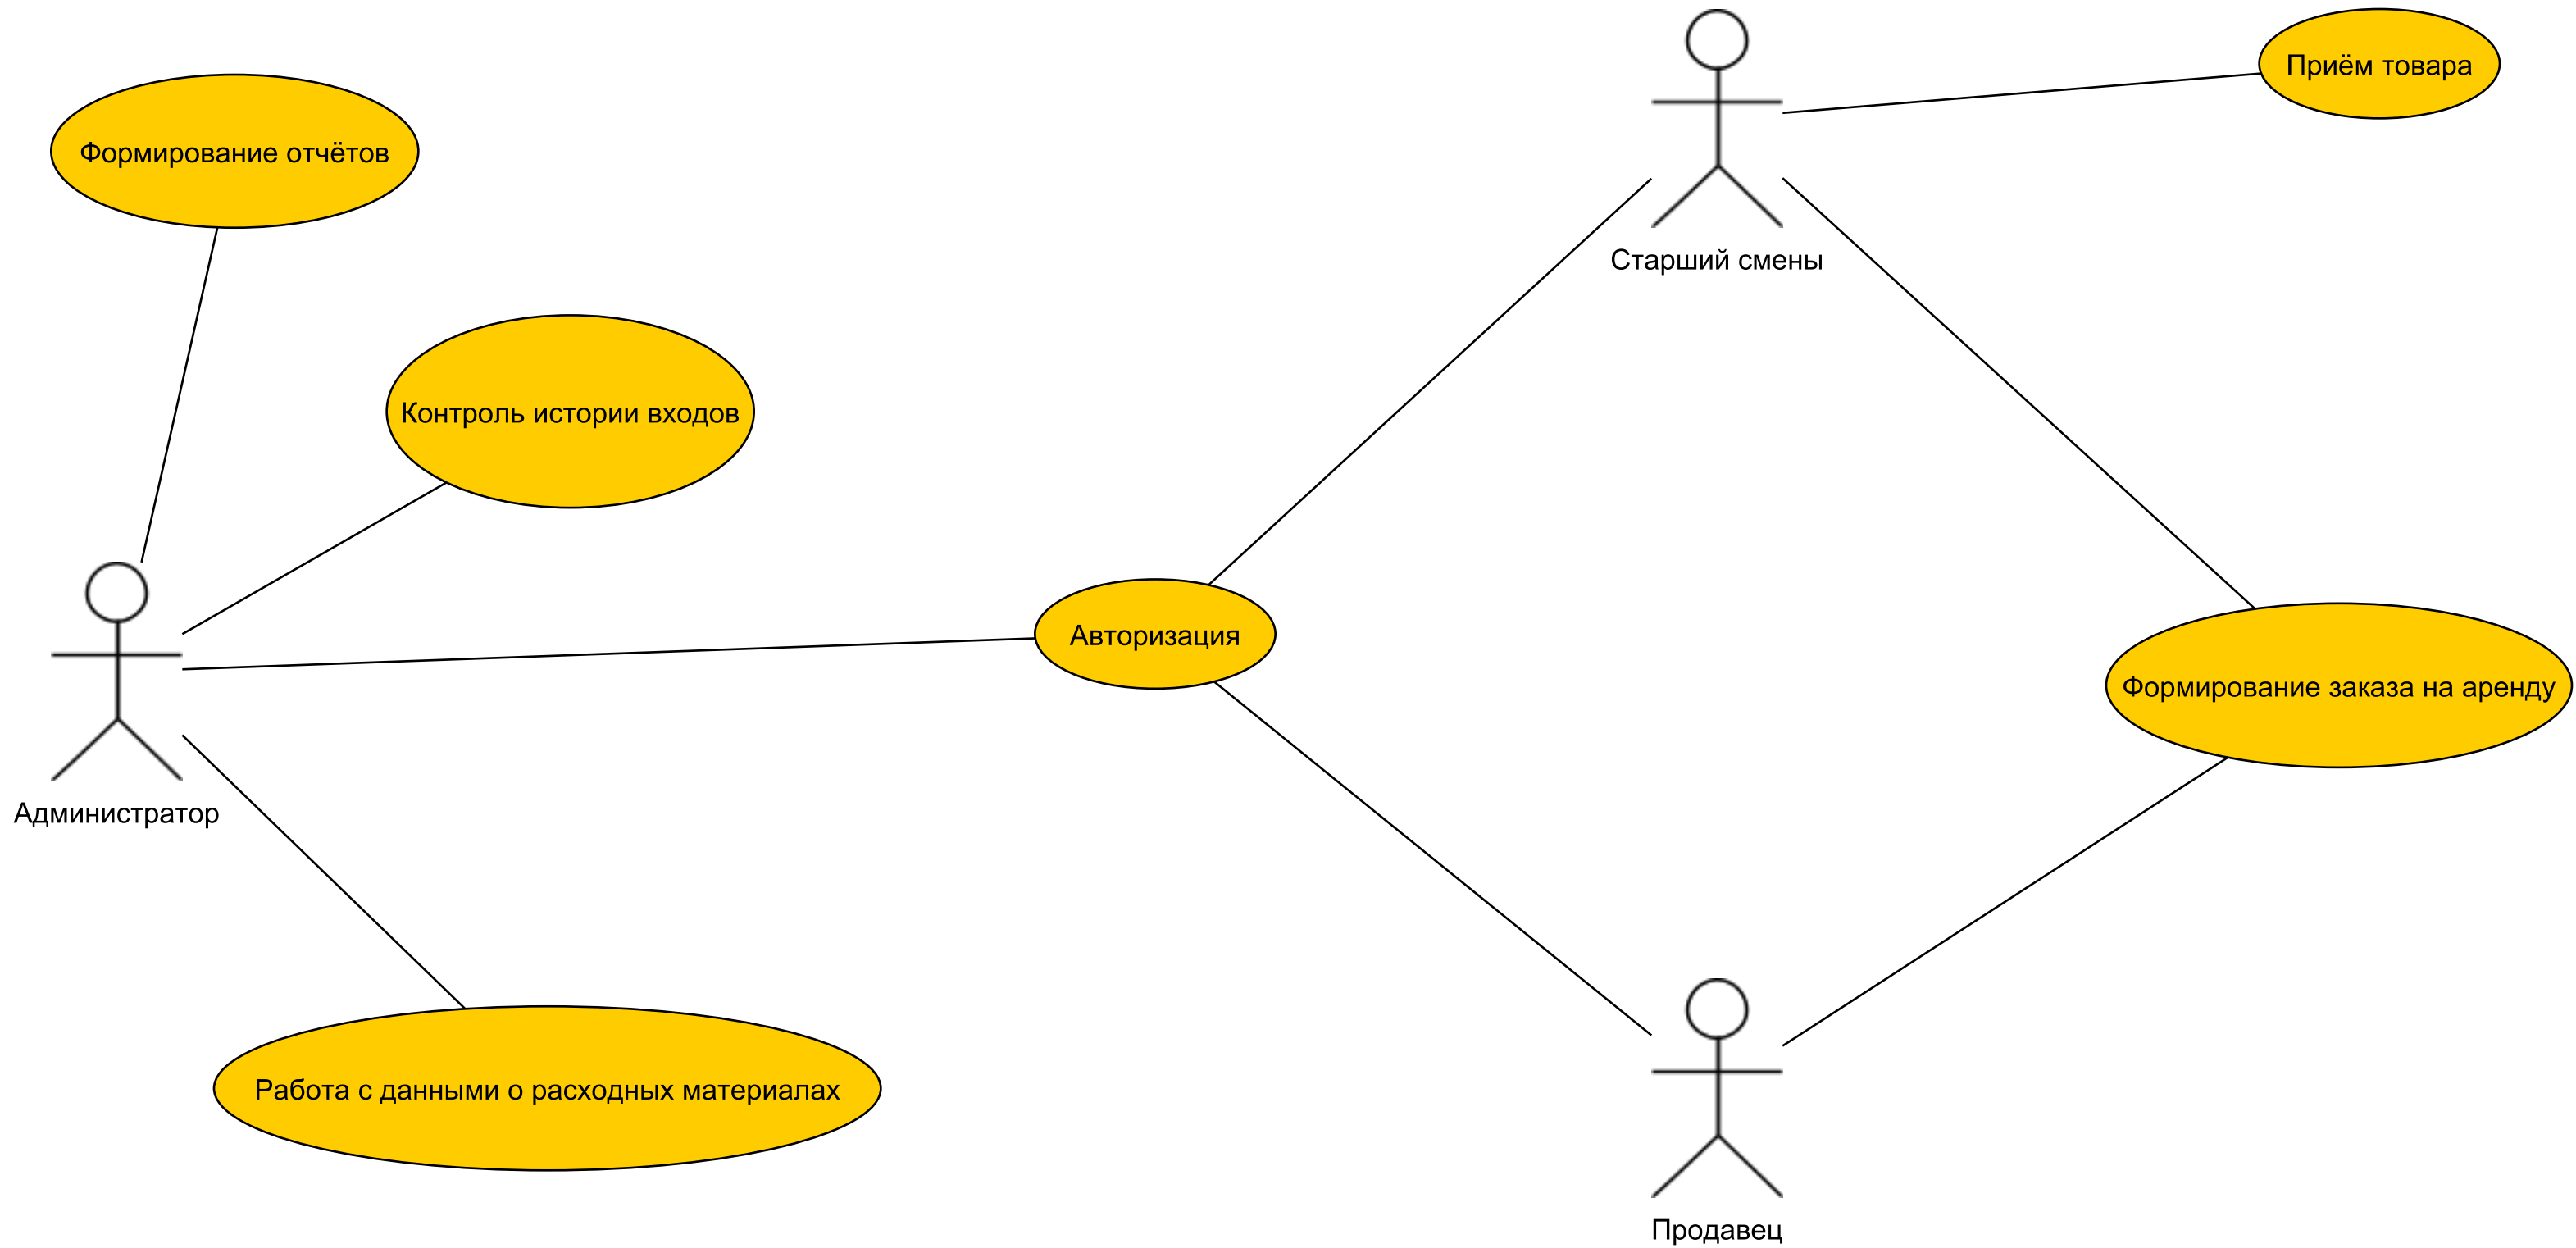 Приём товара
Формирование отчётов
Старший смены
Контроль истории входов
Авторизация
Формирование заказа на аренду
Администратор
Работа с данными о расходных материалах
Продавец